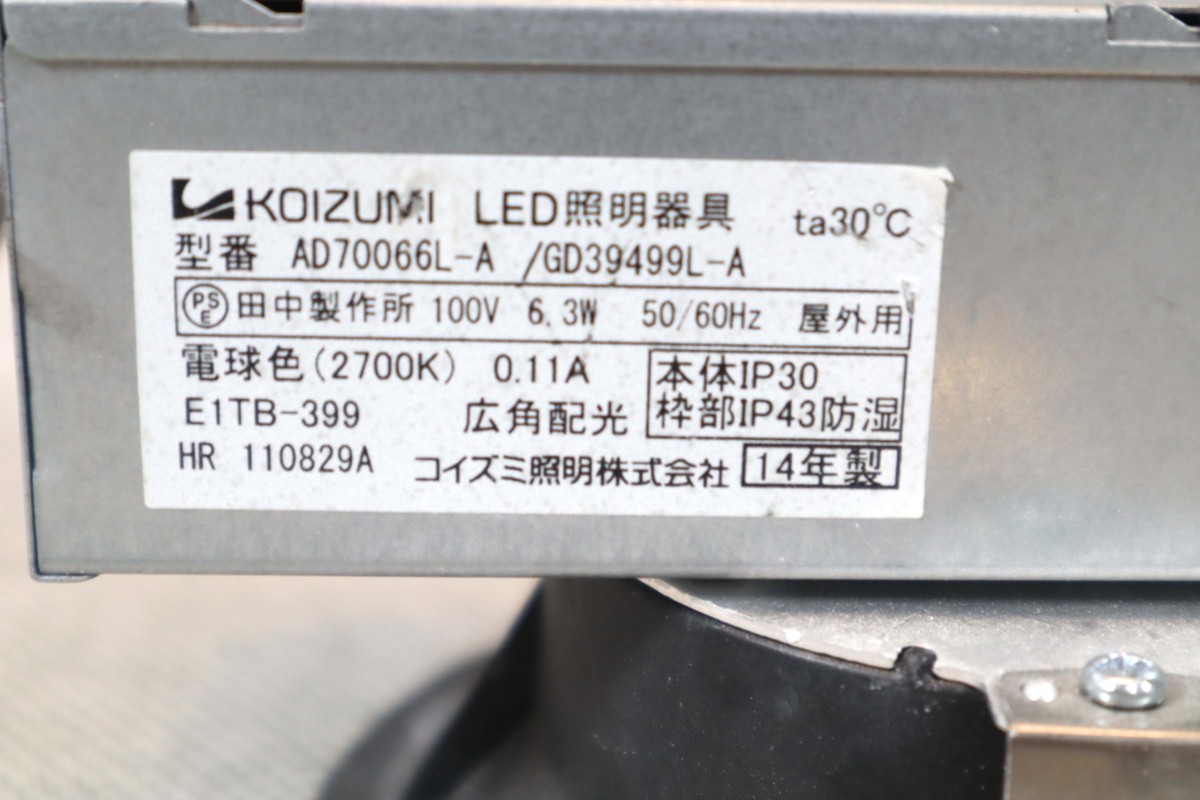 KOIZUMI LED照明器具 ta30℃
型番 AD70066L-A /GD39499L-A
PSE 田中製作所 100V 6.3W 50/60Hz 屋外用
電球色(2700K) 0.11A
本体IP30
E1TB-399 広角配光
枠部IP43防湿
HR 110829A コイズミ照明株式会社 14年製